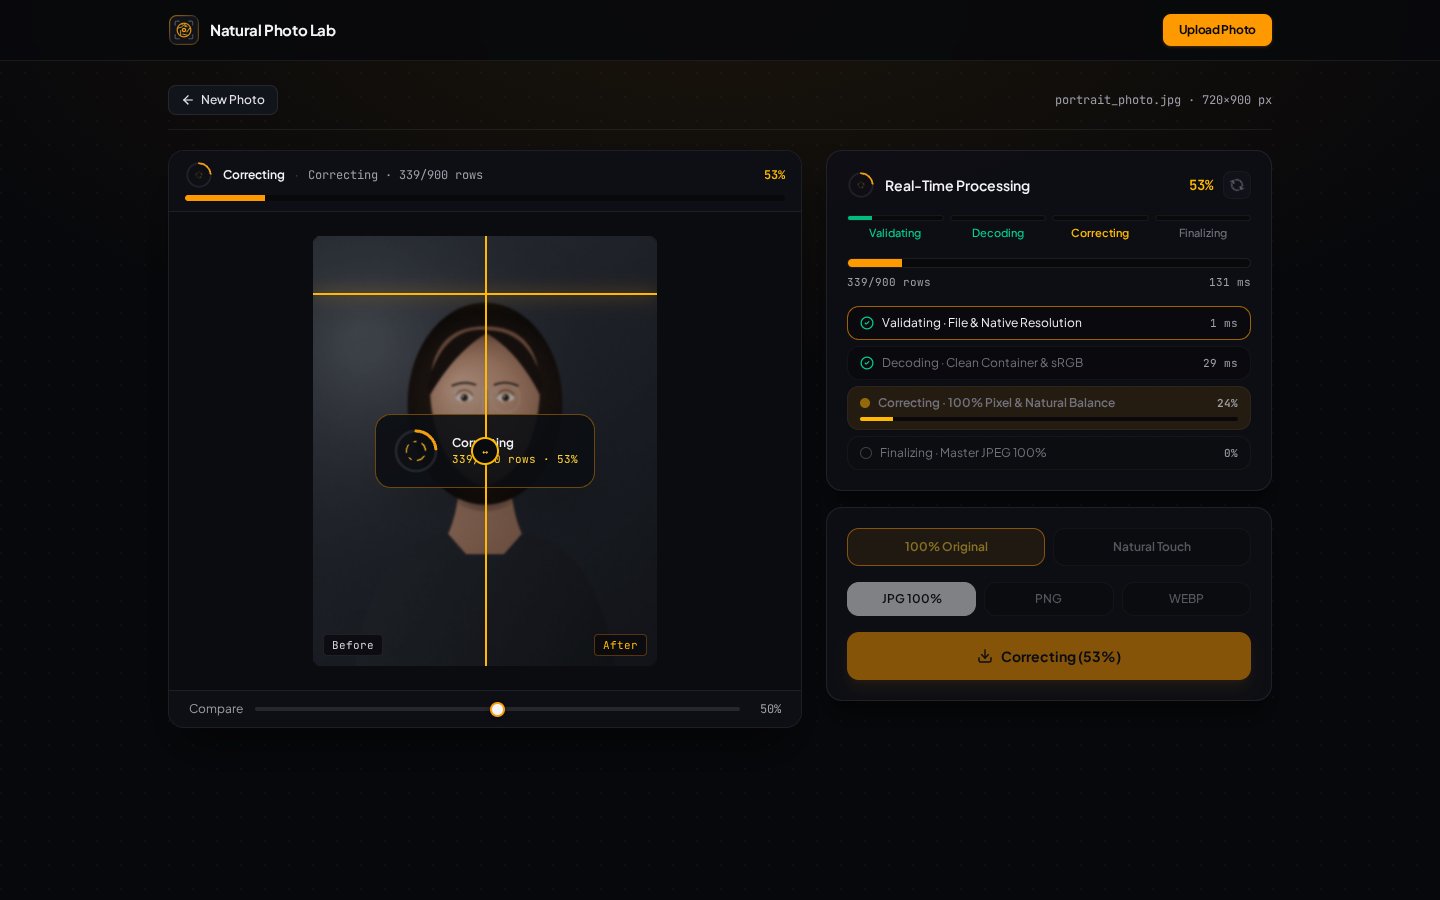 Natural Photo Lab
Upload Photo
New Photo
portrait_photo.jpg · 720×900 px
Correcting · Correcting · 339/900 rows 53%
Before
After
Compare 50%
Real-Time Processing 53%
Validating Decoding Correcting Finalizing
339/900 rows 131 ms
Validating · File & Native Resolution 1 ms
Decoding · Clean Container & sRGB 29 ms
Correcting · 100% Pixel & Natural Balance 24%
Finalizing · Master JPEG 100% 0%
100% Original Natural Touch
JPG 100% PNG WEBP
Correcting (53%)
rows · 53%